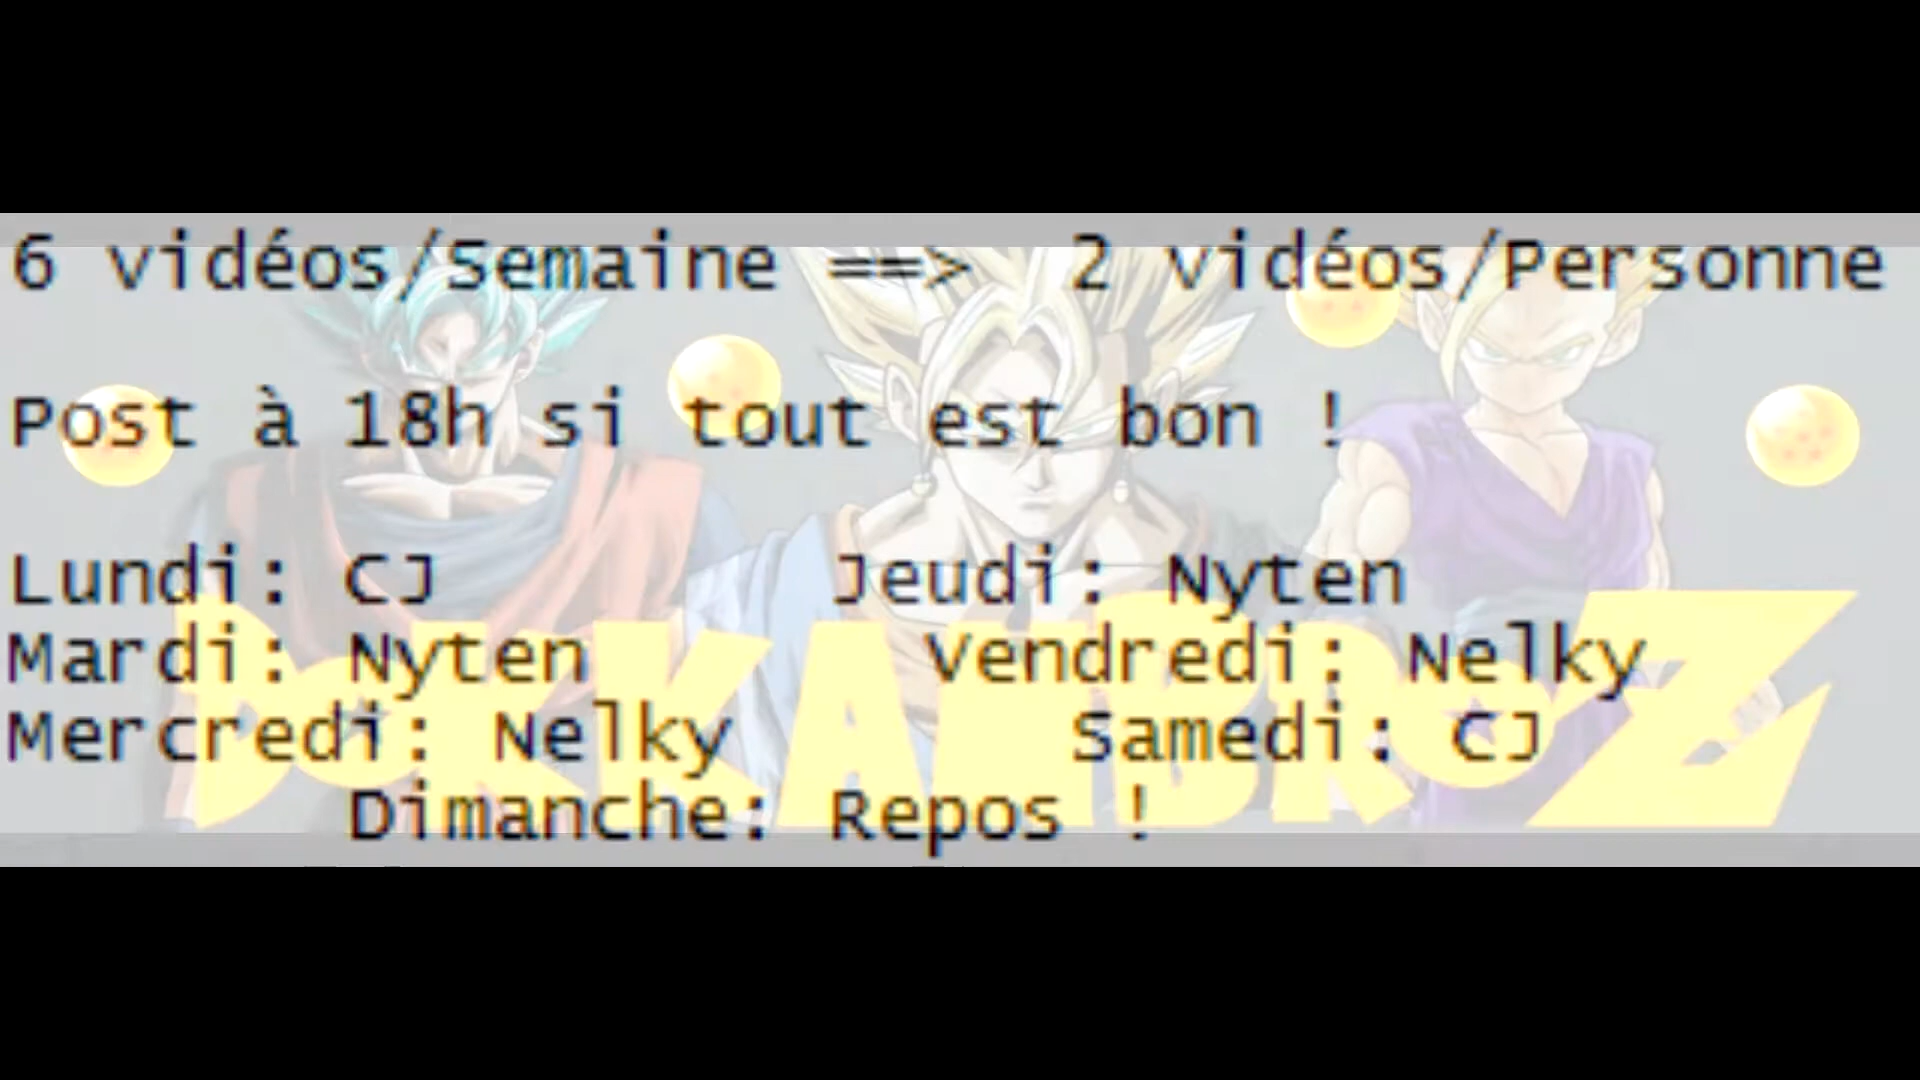 6 vidéos/Semaine ==> 2 vidéos/Personne
Post à 18h si tout est bon !
Lundi: CJ Jeudi: Nyten
Mardi: Nyten Vendredi: Nelky
Mercredi: Nelky Samedi: CJ
Dimanche: Repos !
DoKKANBRoZ